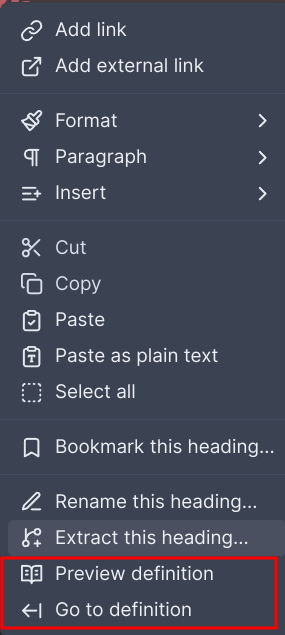 Add link
Add external link
Format
Paragraph
Insert
Cut
Copy
Paste
Paste as plain text
Select all
Bookmark this heading...
Rename this heading...
Extract this heading...
Preview definition
Go to definition